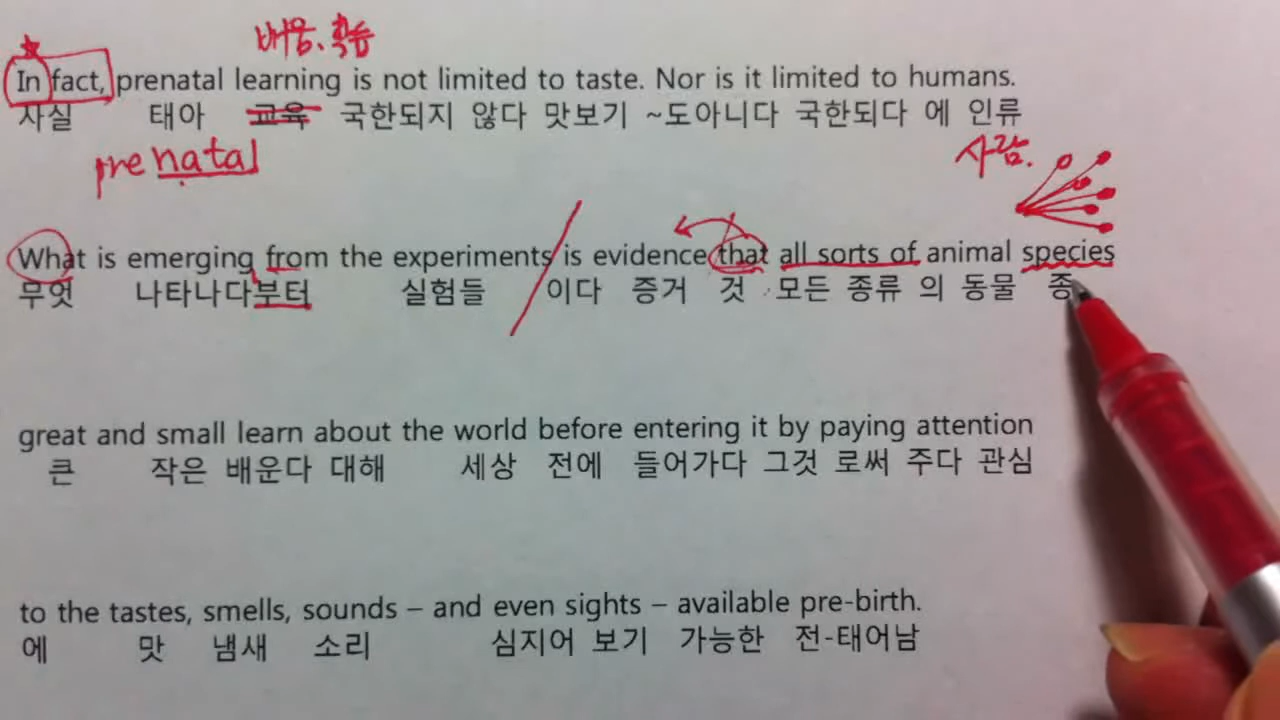 배움. 학습
In fact, prenatal learning is not limited to taste. Nor is it limited to humans.
사실 태아 교육 국한되지 않다 맛보기 ~도아니다 국한되다 에 인류
prenatal
사람.
What is emerging from the experiments is evidence that all sorts of animal species
무엇 나타나다부터 실험들 이다 증거 것 모든 종류 의 동물 종
great and small learn about the world before entering it by paying attention
큰 작은 배운다 대해 세상 전에 들어가다 그것 로써 주다 관심
to the tastes, smells, sounds – and even sights – available pre-birth.
에 맛 냄새 소리 심지어 보기 가능한 전-태어남